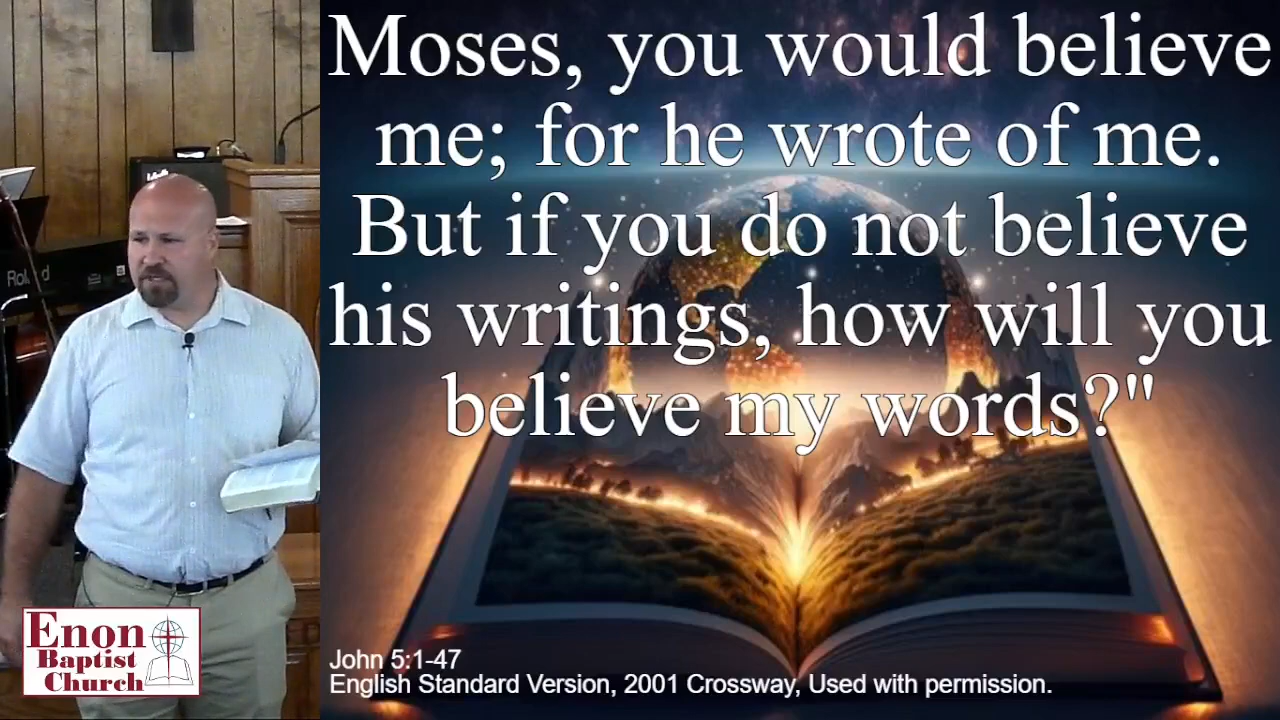 Moses, you would believe
me; for he wrote of me.
But if you do not believe
his writings, how will you
believe my words?"
John 5:1-47
English Standard Version, 2001 Crossway, Used with permission.
Enon
Baptist
Church